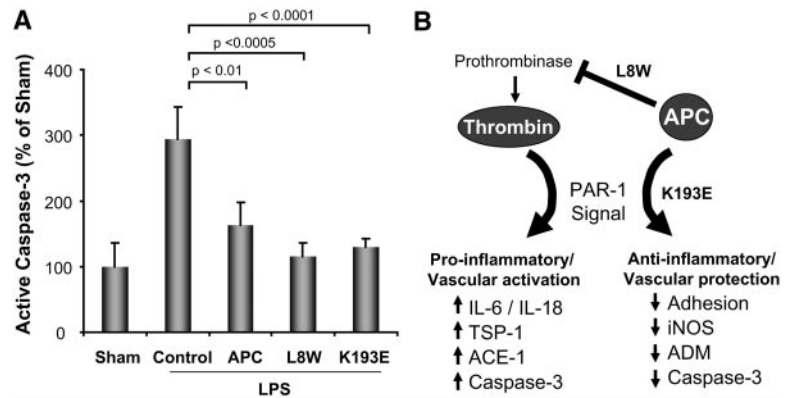 A
p < 0.0001
p <0.0005
p < 0.01
Active Caspase-3 (% of Sham)
400
300
200
100
0
Sham Control APC L8W K193E
LPS
B
Prothrombinase
L8W
Thrombin
APC
PAR-1
Signal
K193E
Pro-inflammatory/
Vascular activation
↑ IL-6 / IL-18
↑ TSP-1
↑ ACE-1
↑ Caspase-3
Anti-inflammatory/
Vascular protection
↓ Adhesion
↓ iNOS
↓ ADM
↓ Caspase-3